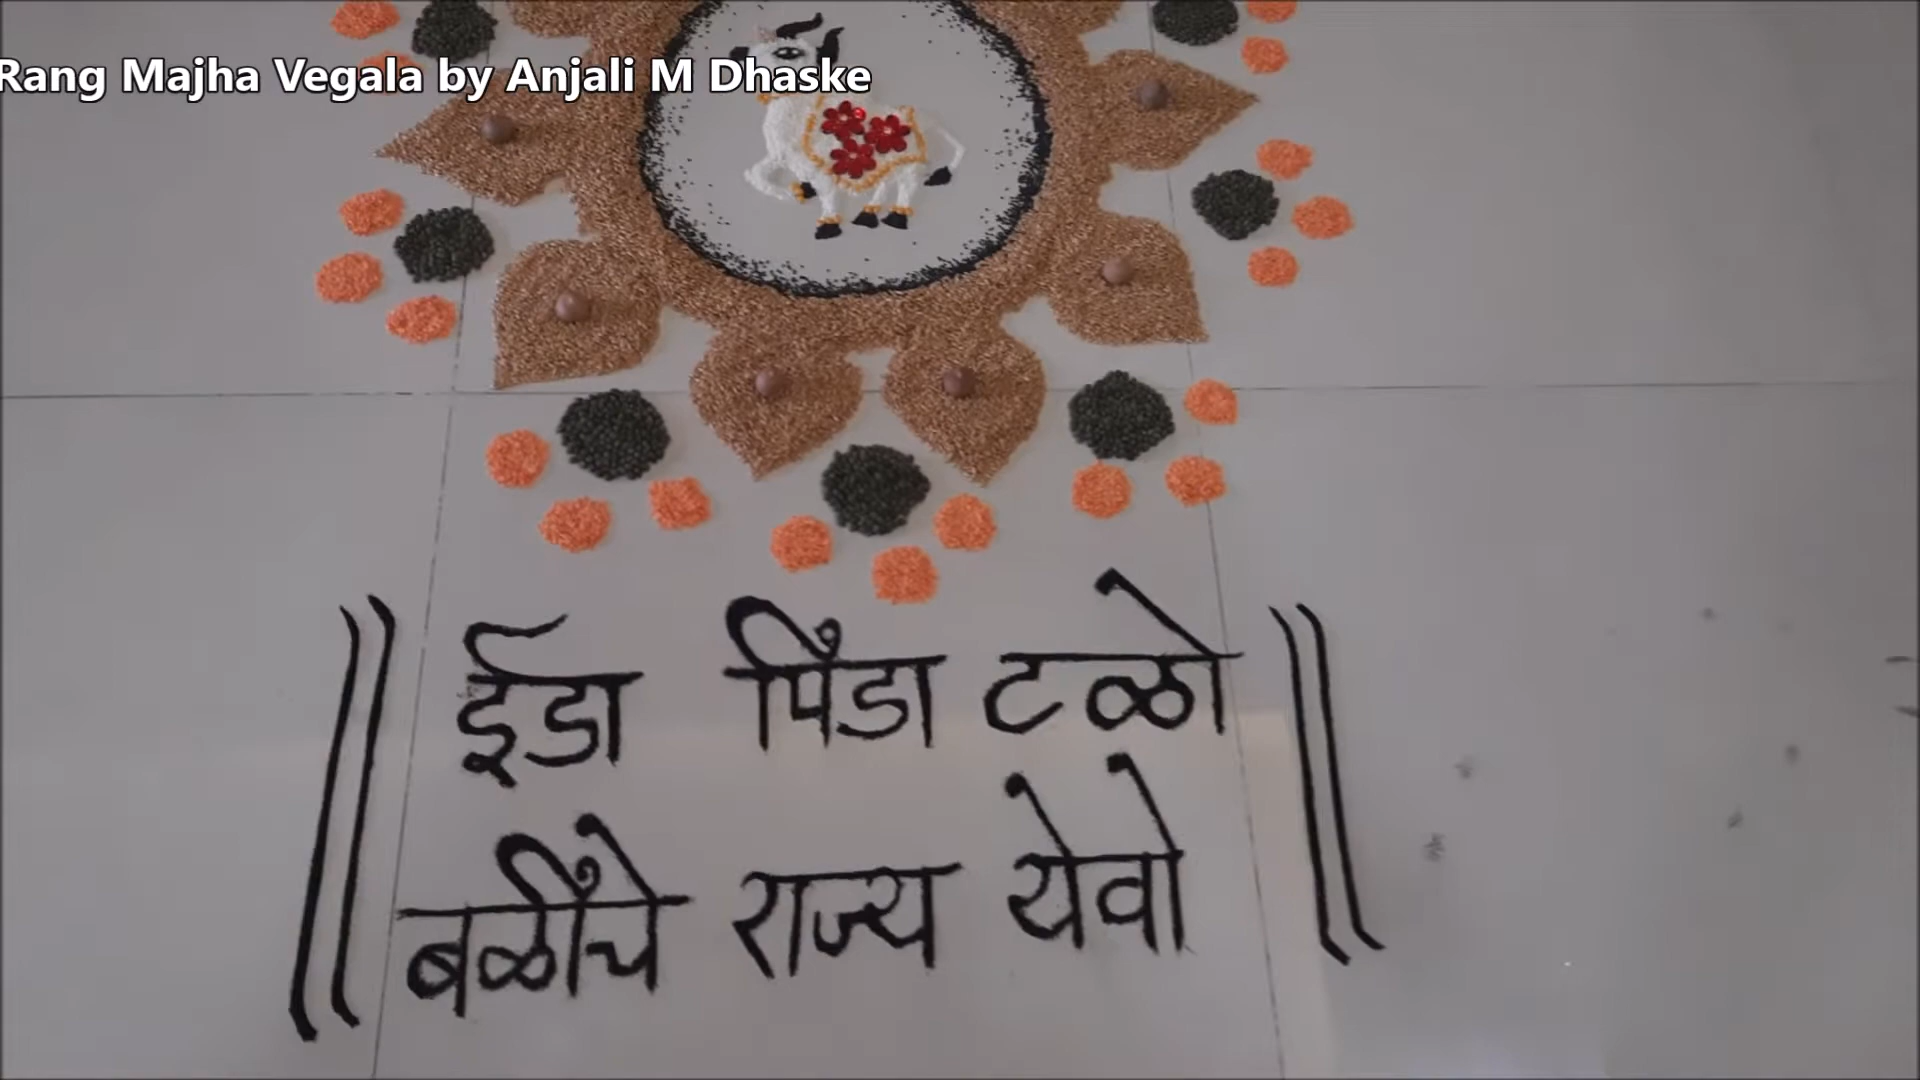 Rang Majha Vegala by Anjali M Dhaske
॥ ईडा पिंडा टळो
बळींचे राज्य येवो ॥